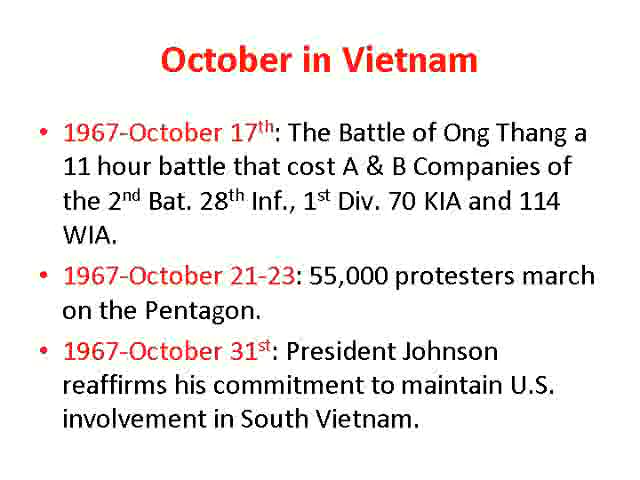 October in Vietnam
• 1967-October 17th: The Battle of Ong Thang a
11 hour battle that cost A & B Companies of
the 2nd Bat. 28th Inf., 1st Div. 70 KIA and 114
WIA.
• 1967-October 21-23: 55,000 protesters march
on the Pentagon.
• 1967-October 31st: President Johnson
reaffirms his commitment to maintain U.S.
involvement in South Vietnam.